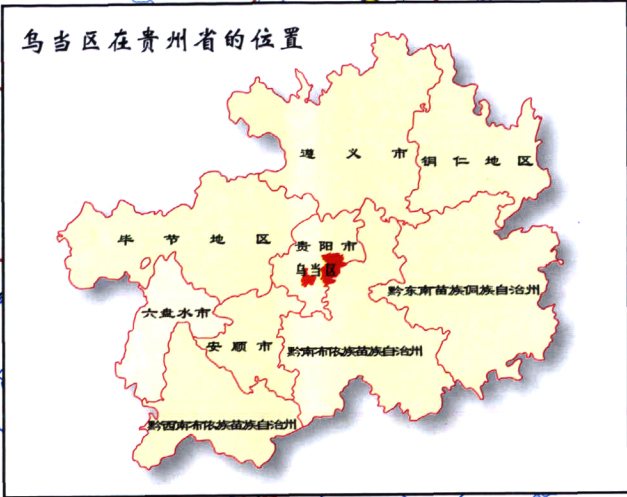 乌当区在贵州省的位置
遵义市
铜仁地区
毕节地区
贵阳市
乌当区
黔东南苗族侗族自治州
六盘水市
安顺市
黔南布依族苗族自治州
黔西南布依族苗族自治州